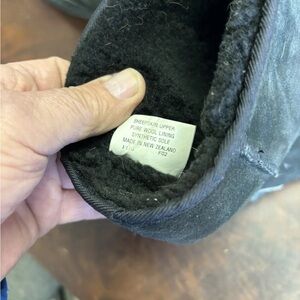 SHEEPSKIN UPPER
PURE WOOL LINING
SYNTHETIC SOLE
MADE IN NEW ZEALAND
F02